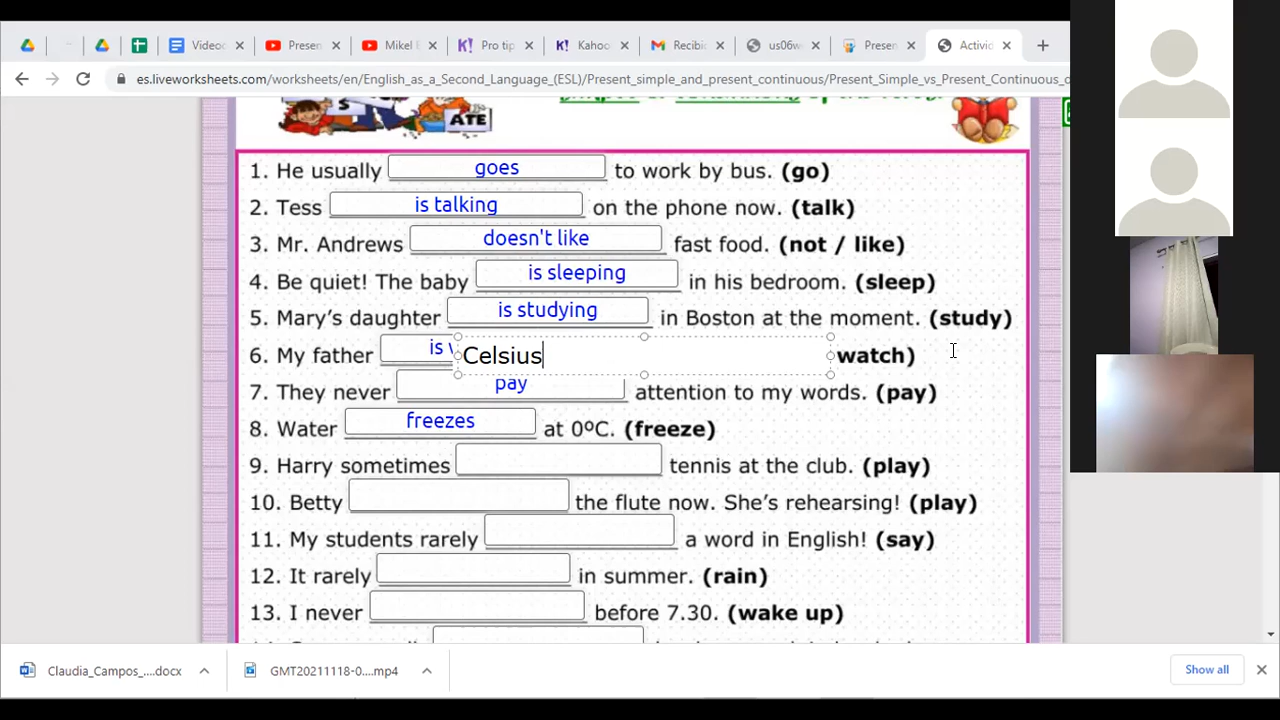 Videoc
Presen
Mikel E
Pro tip
Kahoo
Recibi
us06w
Presen
Activid
es.liveworksheets.com/worksheets/en/English_as_a_Second_Language_(ESL)/Present_simple_and_present_continuous/Present_Simple_vs_Present_Continuous_
S
ATE
1. He usually goes to work by bus. (go)
2. Tess is talking on the phone now. (talk)
3. Mr. Andrews doesn't like fast food. (not / like)
4. Be quiet! The baby is sleeping in his bedroom. (sleep)
5. Mary's daughter is studying in Boston at the moment. (study)
6. My father is Celsius watch)
7. They never pay attention to my words. (pay)
8. Water freezes at 0ºC. (freeze)
9. Harry sometimes tennis at the club. (play)
10. Betty the flute now. She's rehearsing! (play)
11. My students rarely a word in English! (say)
12. It rarely in summer. (rain)
13. I never before 7.30. (wake up)
Claudia_Campos_....docx
GMT20211118-0....mp4
Show all